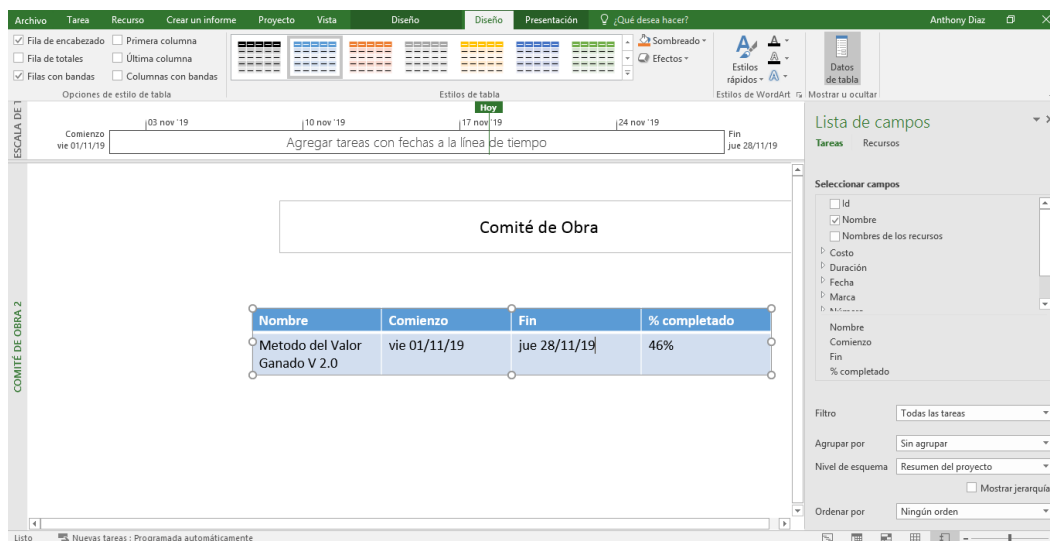 Archivo Tarea Recurso Crear un informe Proyecto Vista Diseño Diseño Presentación ¿Qué desea hacer? Anthony Diaz
Fila de encabezado Primera columna
Fila de totales Última columna
Filas con bandas Columnas con bandas
Opciones de estilo de tabla
Estilos de tabla
Sombreado
Efectos
Estilos
rápidos
Estilos de WordArt
Datos
de tabla
Mostrar u ocultar
Hoy
ESCALA DE
03 nov '19 10 nov '19 17 nov '19 24 nov '19
Comienzo
vie 01/11/19
Agregar tareas con fechas a la línea de tiempo
Fin
jue 28/11/19
COMITÉ DE OBRA 2
Comité de Obra
Nombre Comienzo Fin % completado
Metodo del Valor vie 01/11/19 jue 28/11/19 46%
Ganado V 2.0
Lista de campos
Tareas Recursos
Seleccionar campos
Id
Nombre
Nombres de los recursos
Costo
Duración
Fecha
Marca
Nombre
Comienzo
Fin
% completado
Filtro Todas las tareas
Agrupar por Sin agrupar
Nivel de esquema Resumen del proyecto
Mostrar jerarquía
Ordenar por Ningún orden
Listo Nuevas tareas : Programada automáticamente